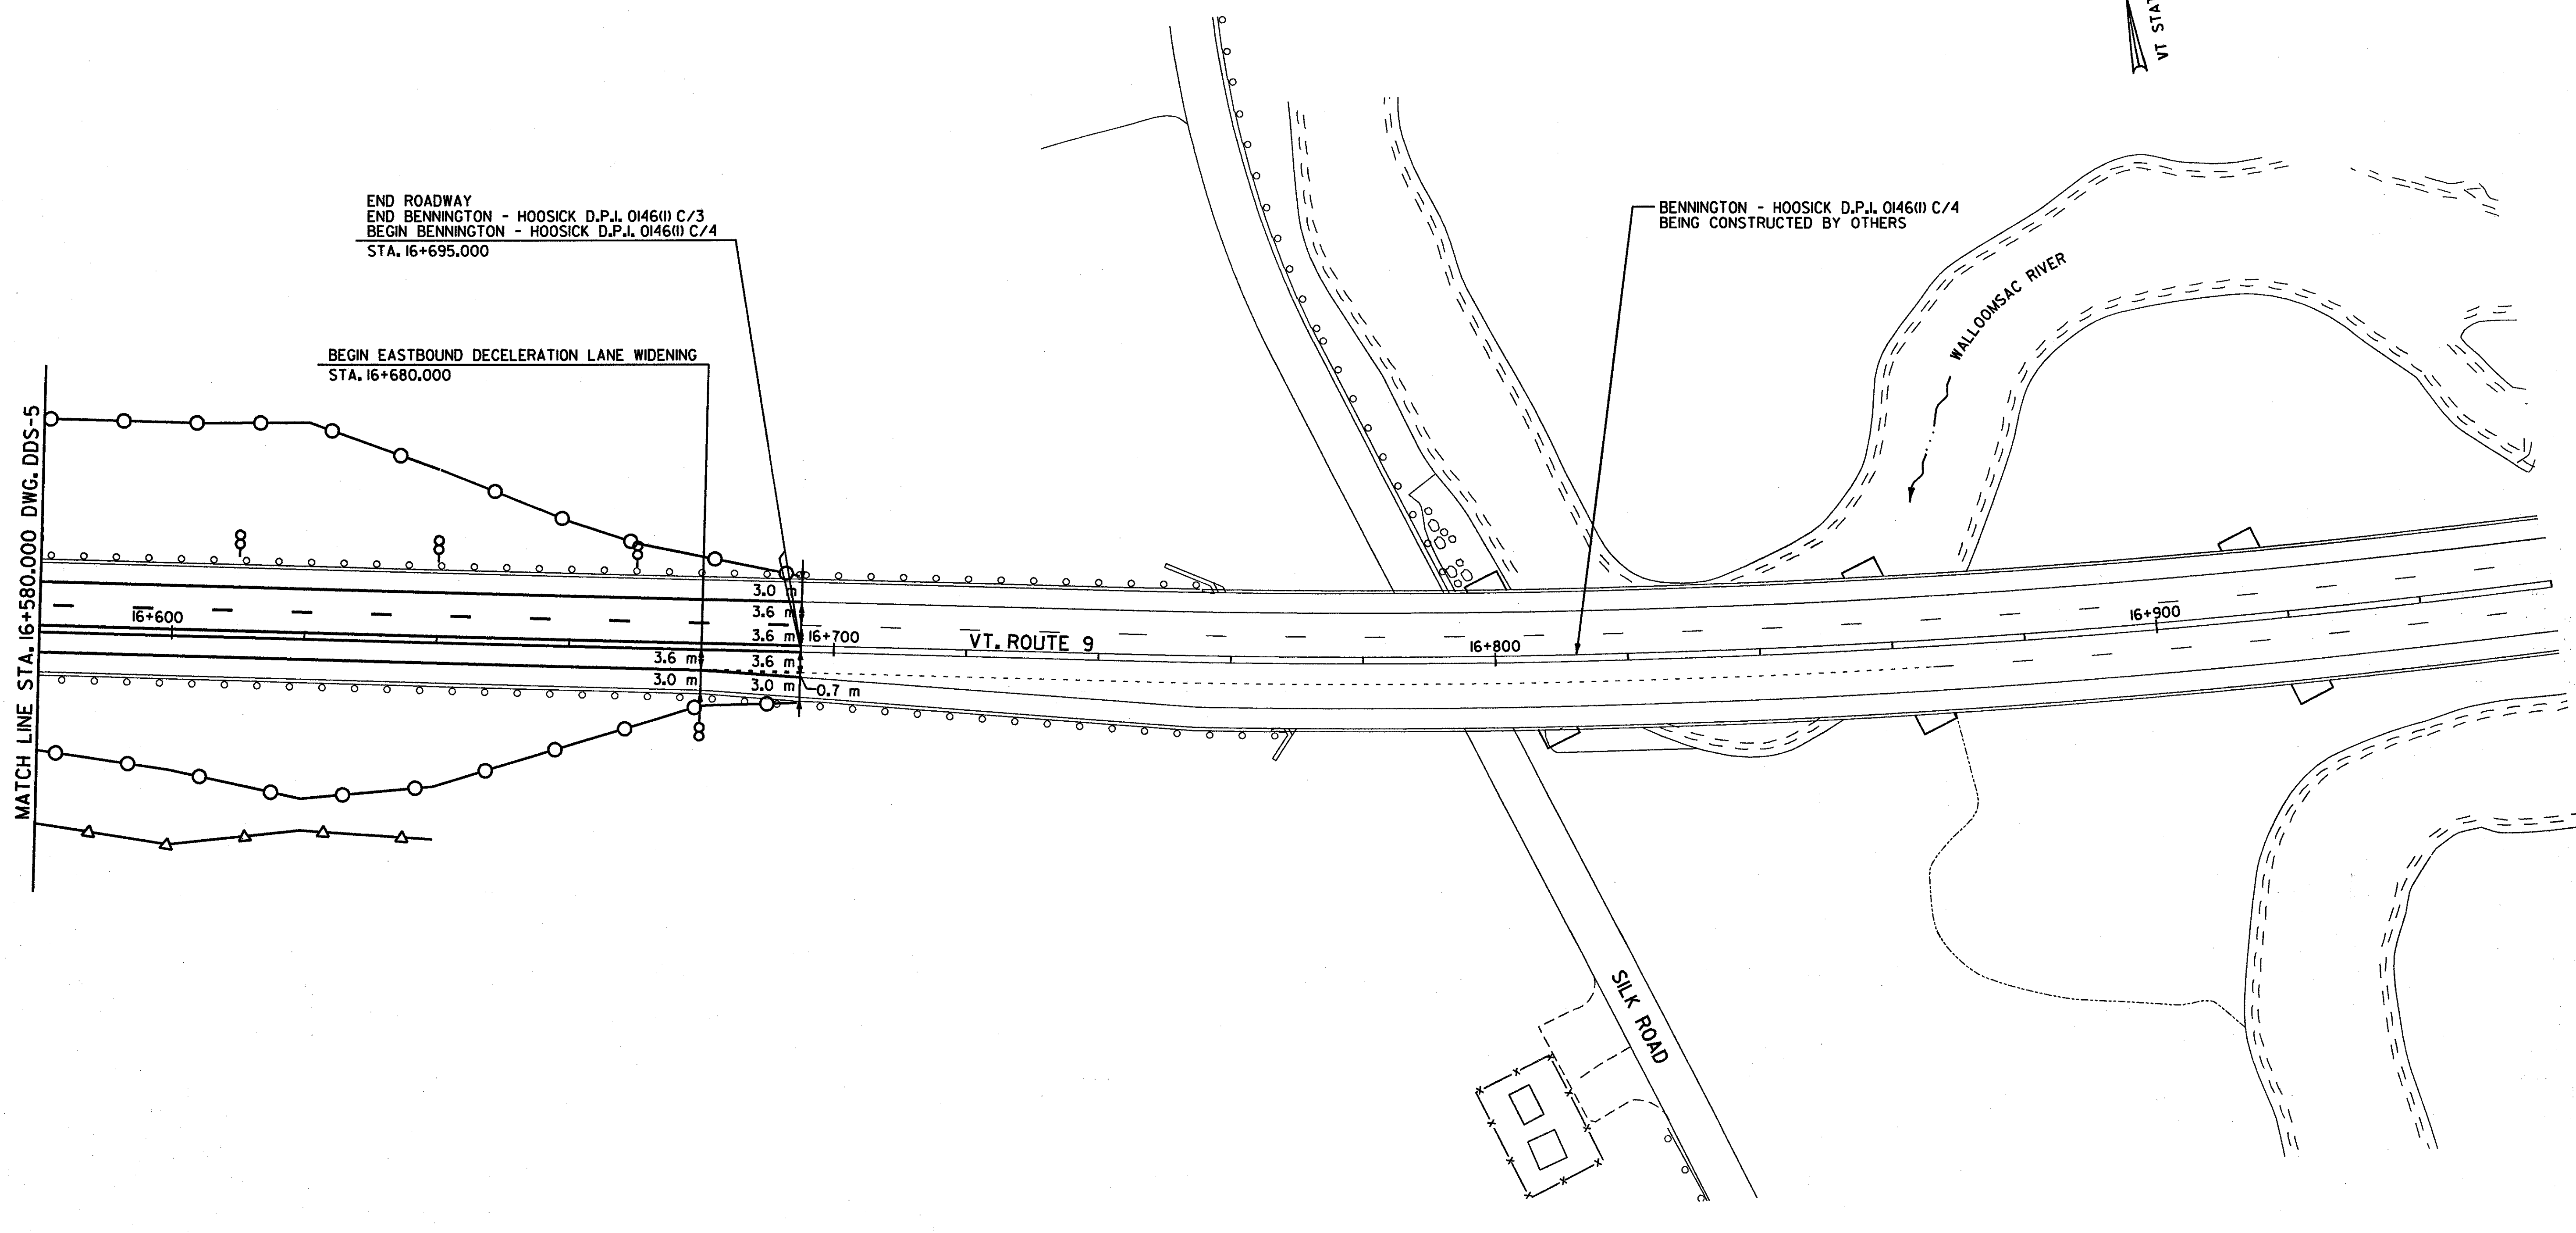 VT STAT
END ROADWAY
END BENNINGTON - HOOSICK D.P.I. 0146(1) C/3
BEGIN BENNINGTON - HOOSICK D.P.I. 0146(1) C/4
STA. 16+695.000
BENNINGTON - HOOSICK D.P.I. 0146(1) C/4
BEING CONSTRUCTED BY OTHERS
WALLOOMSAC RIVER
BEGIN EASTBOUND DECELERATION LANE WIDENING
STA. 16+680.000
MATCH LINE STA. 16+580.000 DWG. DDS-5
3.0 m
3.6 m
16+600
3.6 m
16+700
VT. ROUTE 9
16+800
16+900
3.6 m
3.6 m
3.0 m
3.0 m
0.7 m
SILK ROAD